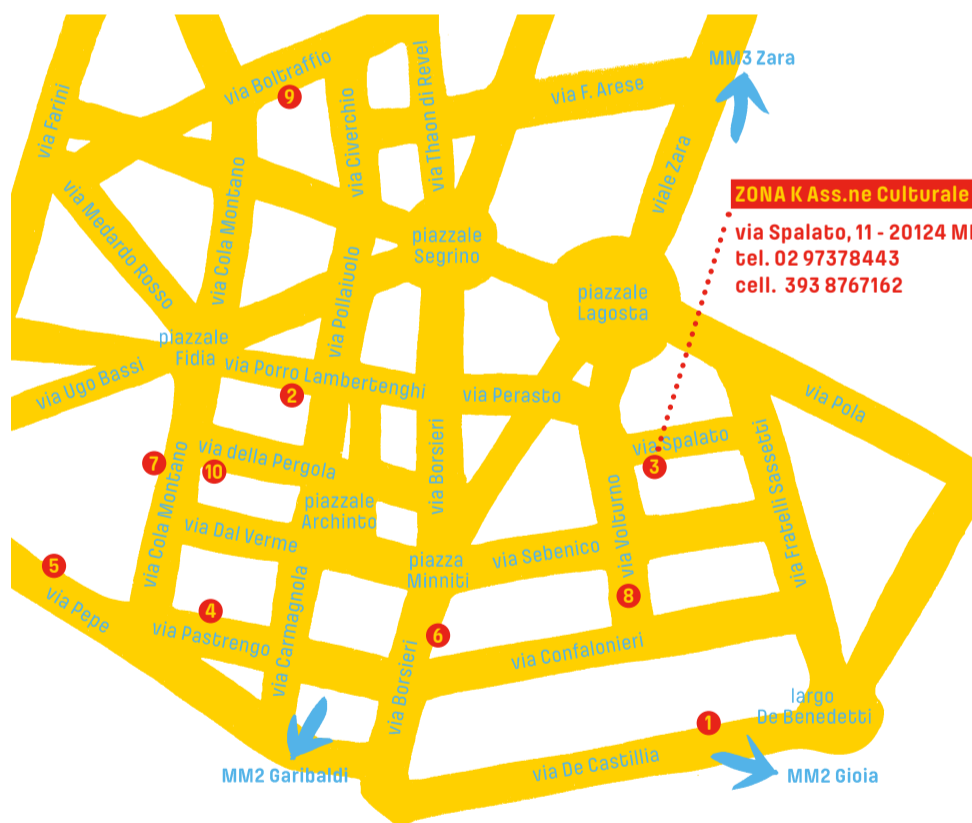 MM3 Zara
via Boltraffio
9
via Farini
via Civerchio
via Thaon di Revel
via F. Arese
viale Zara
via Medardo Rosso
via Cola Montano
ZONA K Ass.ne Culturale
via Spalato, 11 - 20124 MI
tel. 02 97378443
cell. 393 8767162
piazzale
Segrino
piazzale
Lagosta
via Pollaiuolo
piazzale
Fidia
via Ugo Bassi
via Porro Lambertenghi
2
via Perasto
via Pola
via Borsieri
via Spalato
3
via Fratelli Sassetti
7
via della Pergola
10
piazzale
Archinto
via Cola Montano
via Dal Verme
piazza
Minniti
via Sebenico
via Volturno
8
5
via Pepe
4
via Pastrengo
via Carmagnola
6
via Borsieri
via Confalonieri
largo
De Benedetti
1
via De Castillia
MM2 Garibaldi
MM2 Gioia